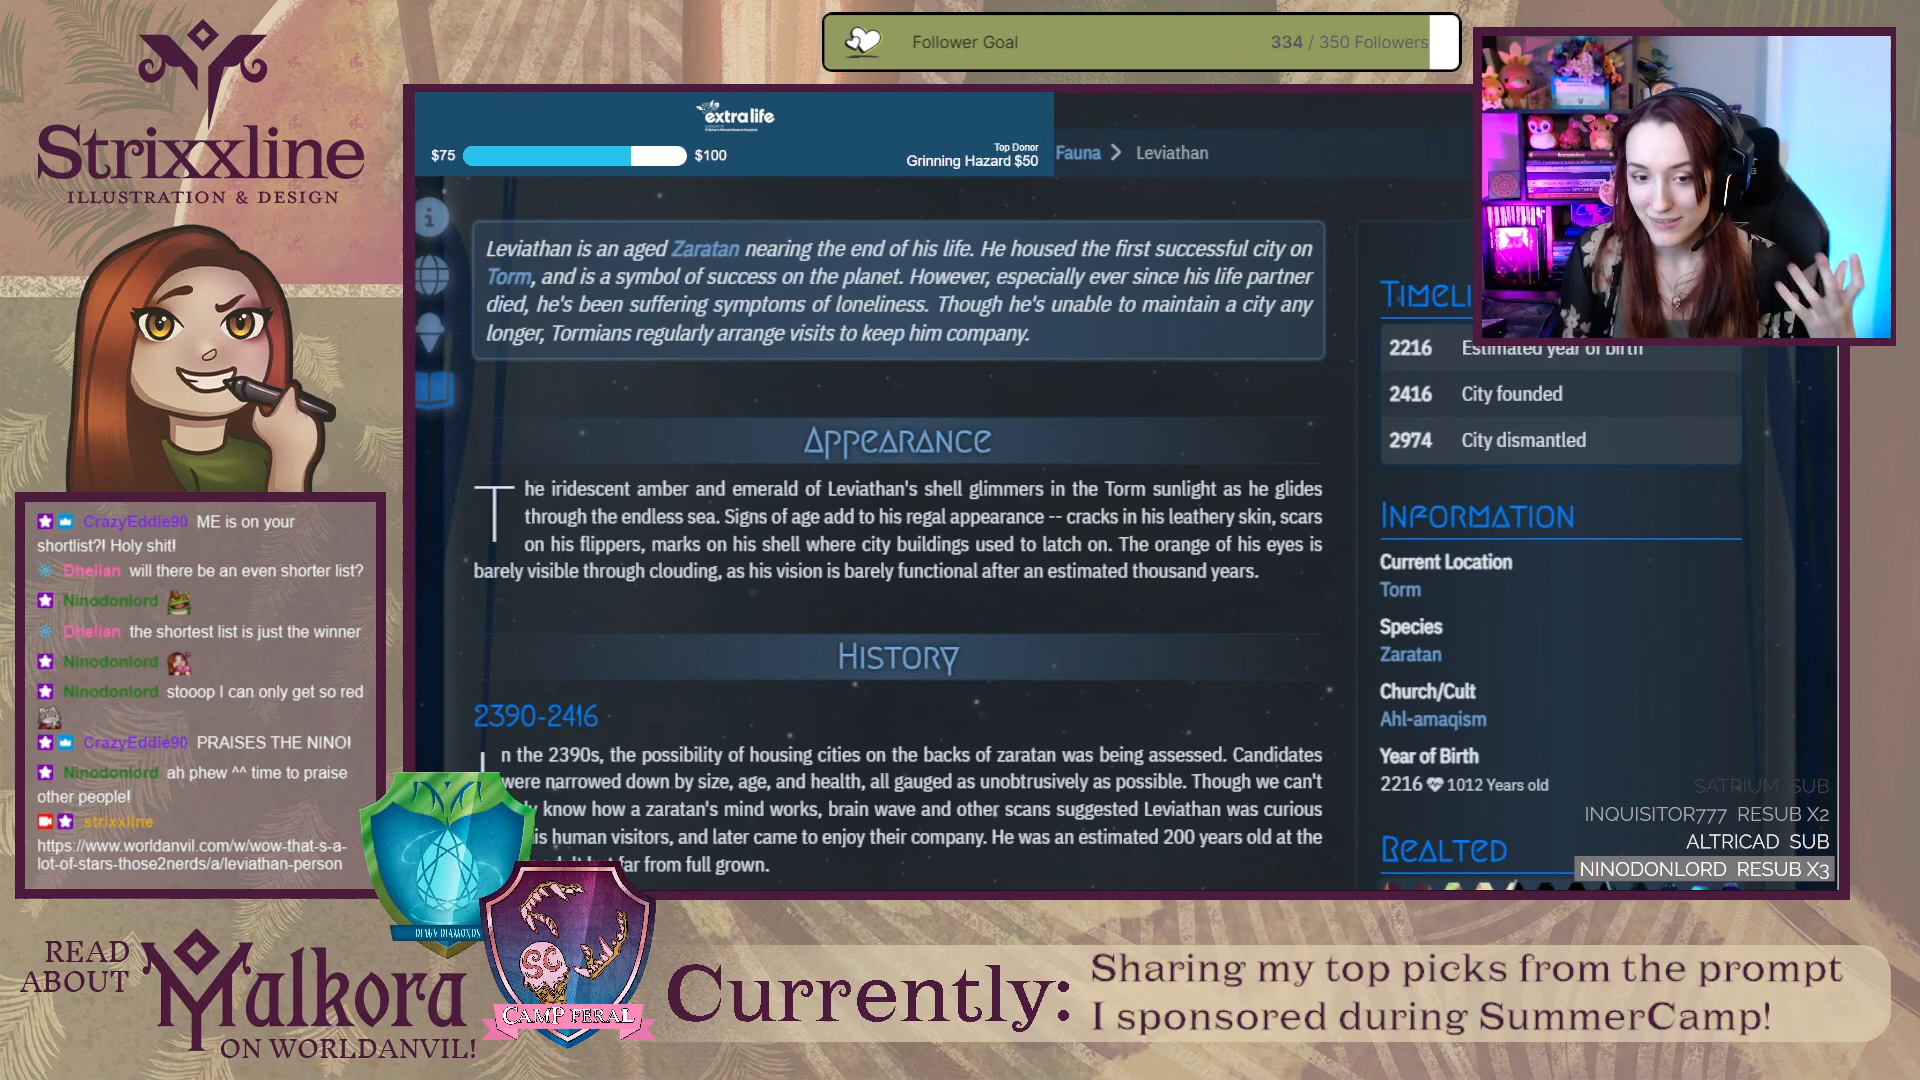 Strixxline
ILLUSTRATION & DESIGN
Follower Goal
334 / 350 Followers
extralife
$75
$100
Top Donor
Grinning Hazard $50
Fauna
Leviathan
Leviathan is an aged Zaratan nearing the end of his life. He housed the first successful city on
Torm, and is a symbol of success on the planet. However, especially ever since his life partner
died, he's been suffering symptoms of loneliness. Though he's unable to maintain a city any
longer, Tormians regularly arrange visits to keep him company.
Appearance
The iridescent amber and emerald of Leviathan's shell glimmers in the Torm sunlight as he glides
through the endless sea. Signs of age add to his regal appearance -- cracks in his leathery skin, scars
on his flippers, marks on his shell where city buildings used to latch on. The orange of his eyes is
barely visible through clouding, as his vision is barely functional after an estimated thousand years.
History
2390-2416
In the 2390s, the possibility of housing cities on the backs of zaratan was being assessed. Candidates
were narrowed down by size, age, and health, all gauged as unobtrusively as possible. Though we can't
know how a zaratan's mind works, brain wave and other scans suggested Leviathan was curious
human visitors, and later came to enjoy their company. He was an estimated 200 years old at the
far from full grown.
2216 Estimated year of birth
2416 City founded
2974 City dismantled
Information
Current Location
Torm
Species
Zaratan
Church/Cult
Ahl-amaqism
Year of Birth
2216 1012 Years old
Realted
SATRIUM SUB
INQUISITOR777 RESUB X2
ALTRICAD SUB
NINODONLORD RESUB X3
CrazyEddie90 ME is on your
shortlist?! Holy shit!
Dhelian will there be an even shorter list?
Ninodonlord
Dhelian the shortest list is just the winner
Ninodonlord
Ninodonlord stooop I can only get so red
CrazyEddie90 PRAISES THE NINO!
Ninodonlord ah phew ^^ time to praise
other people!
strixxline
https://www.worldanvil.com/w/wow-that-s-a-
lot-of-stars-those2nerds/a/leviathan-person
SC
CAMP FERAL
READ
ABOUT
Malkora
ON WORLDANVIL!
Currently:
Sharing my top picks from the prompt
I sponsored during SummerCamp!